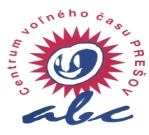 Centrum voľného času PREŠOV
abc